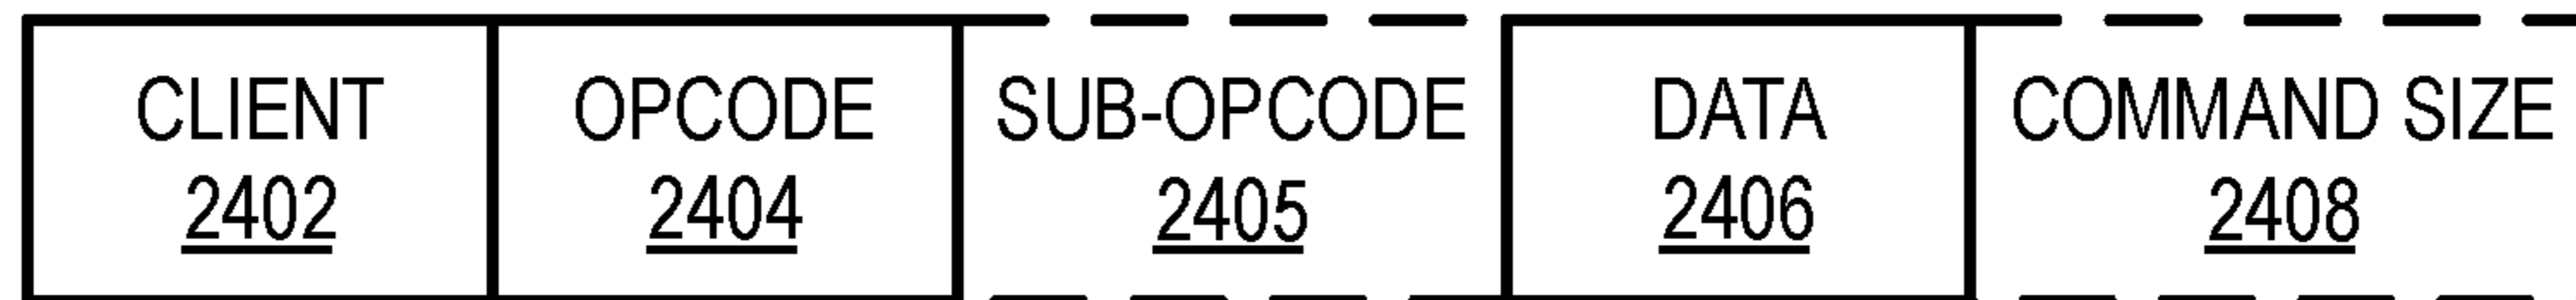 CLIENT
2402
OPCODE
2404
SUB-OPCODE
2405
DATA
2406
COMMAND SIZE
2408